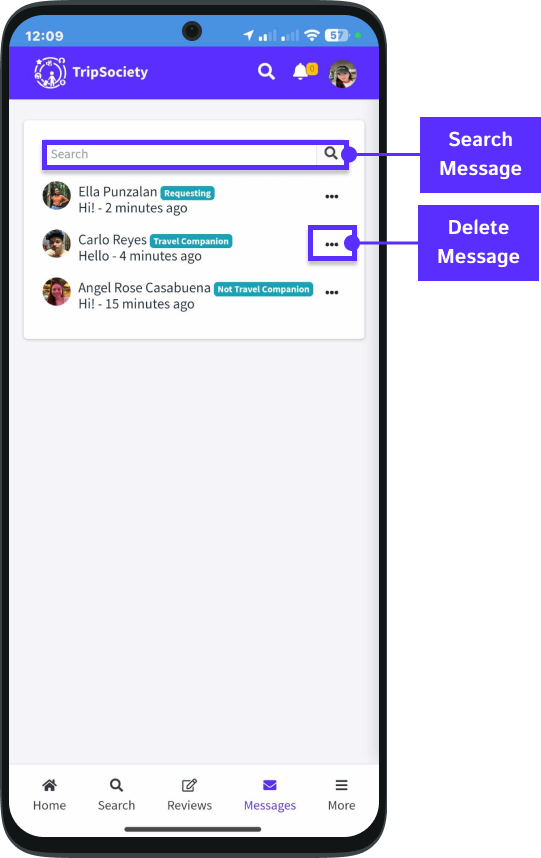 12:09
57
TripSociety
0
Search
Search
Message
Ella Punzalan Requesting
Hi! - 2 minutes ago
Carlo Reyes Travel Companion
Hello - 4 minutes ago
Delete
Message
Angel Rose Casabuena Not Travel Companion
Hi! - 15 minutes ago
Home Search Reviews Messages More